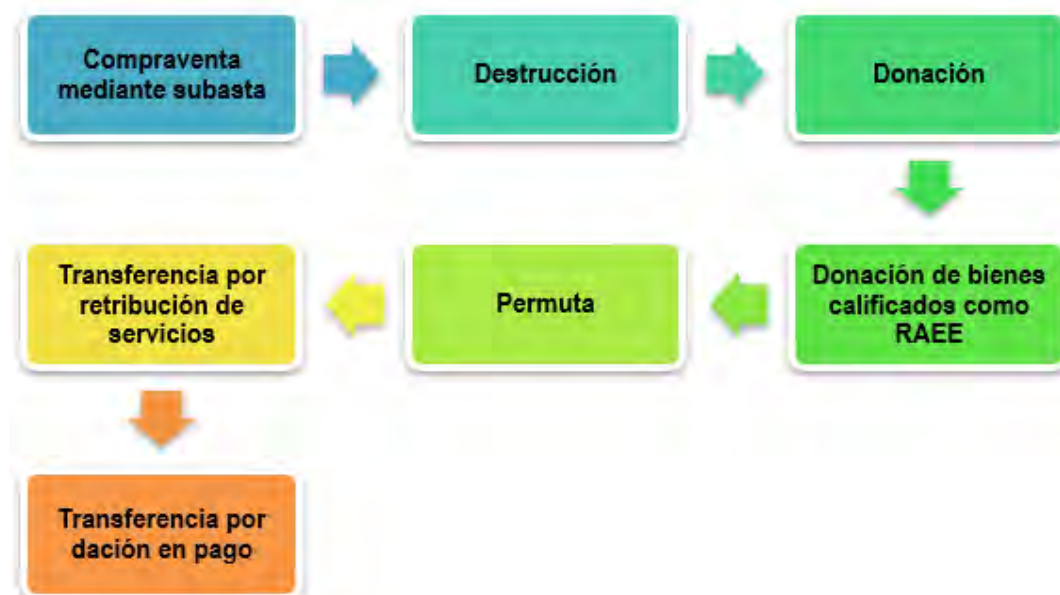 Compraventa
mediante subasta
Destrucción
Donación
Donación de bienes
calificados como
RAEE
Permuta
Transferencia por
retribución de
servicios
Transferencia por
dación en pago